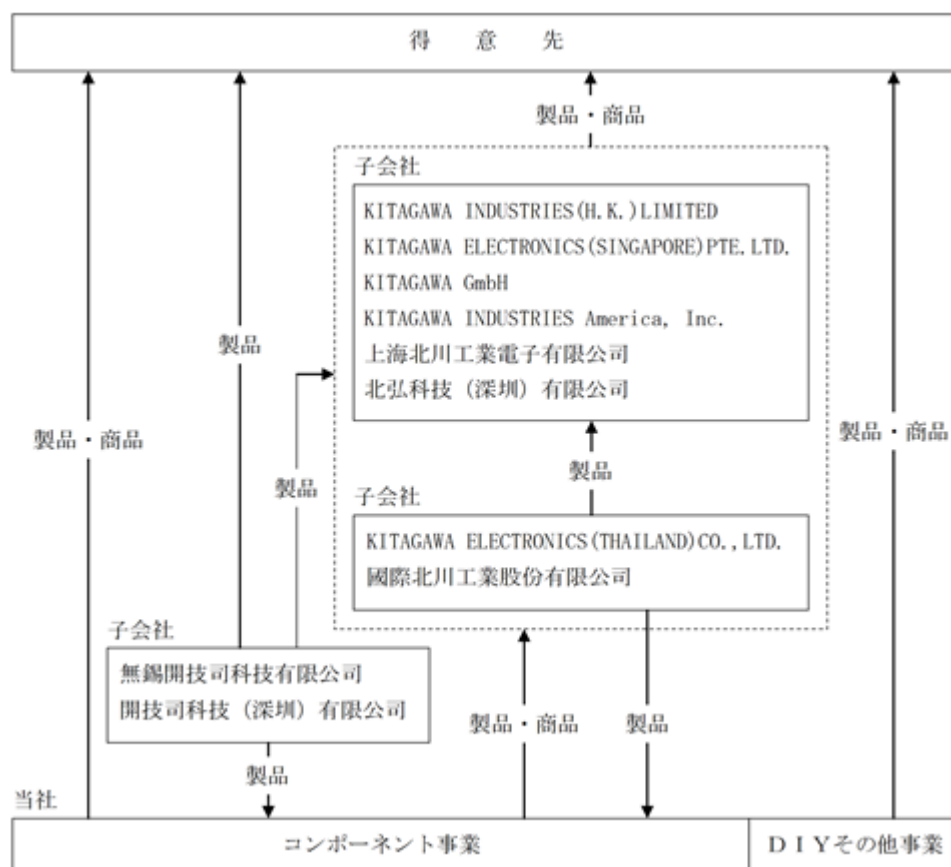 得意先
製品・商品
子会社
KITAGAWA INDUSTRIES(H.K.)LIMITED
KITAGAWA ELECTRONICS(SINGAPORE)PTE.LTD.
KITAGAWA GmbH
KITAGAWA INDUSTRIES America, Inc.
上海北川工業電子有限公司
北弘科技（深圳）有限公司
製品
製品・商品
製品・商品
製品
製品
子会社
KITAGAWA ELECTRONICS(THAILAND)CO.,LTD.
國際北川工業股份有限公司
子会社
無錫開技司科技有限公司
開技司科技（深圳）有限公司
製品・商品
製品
製品
当社
コンポーネント事業
ＤＩＹその他事業